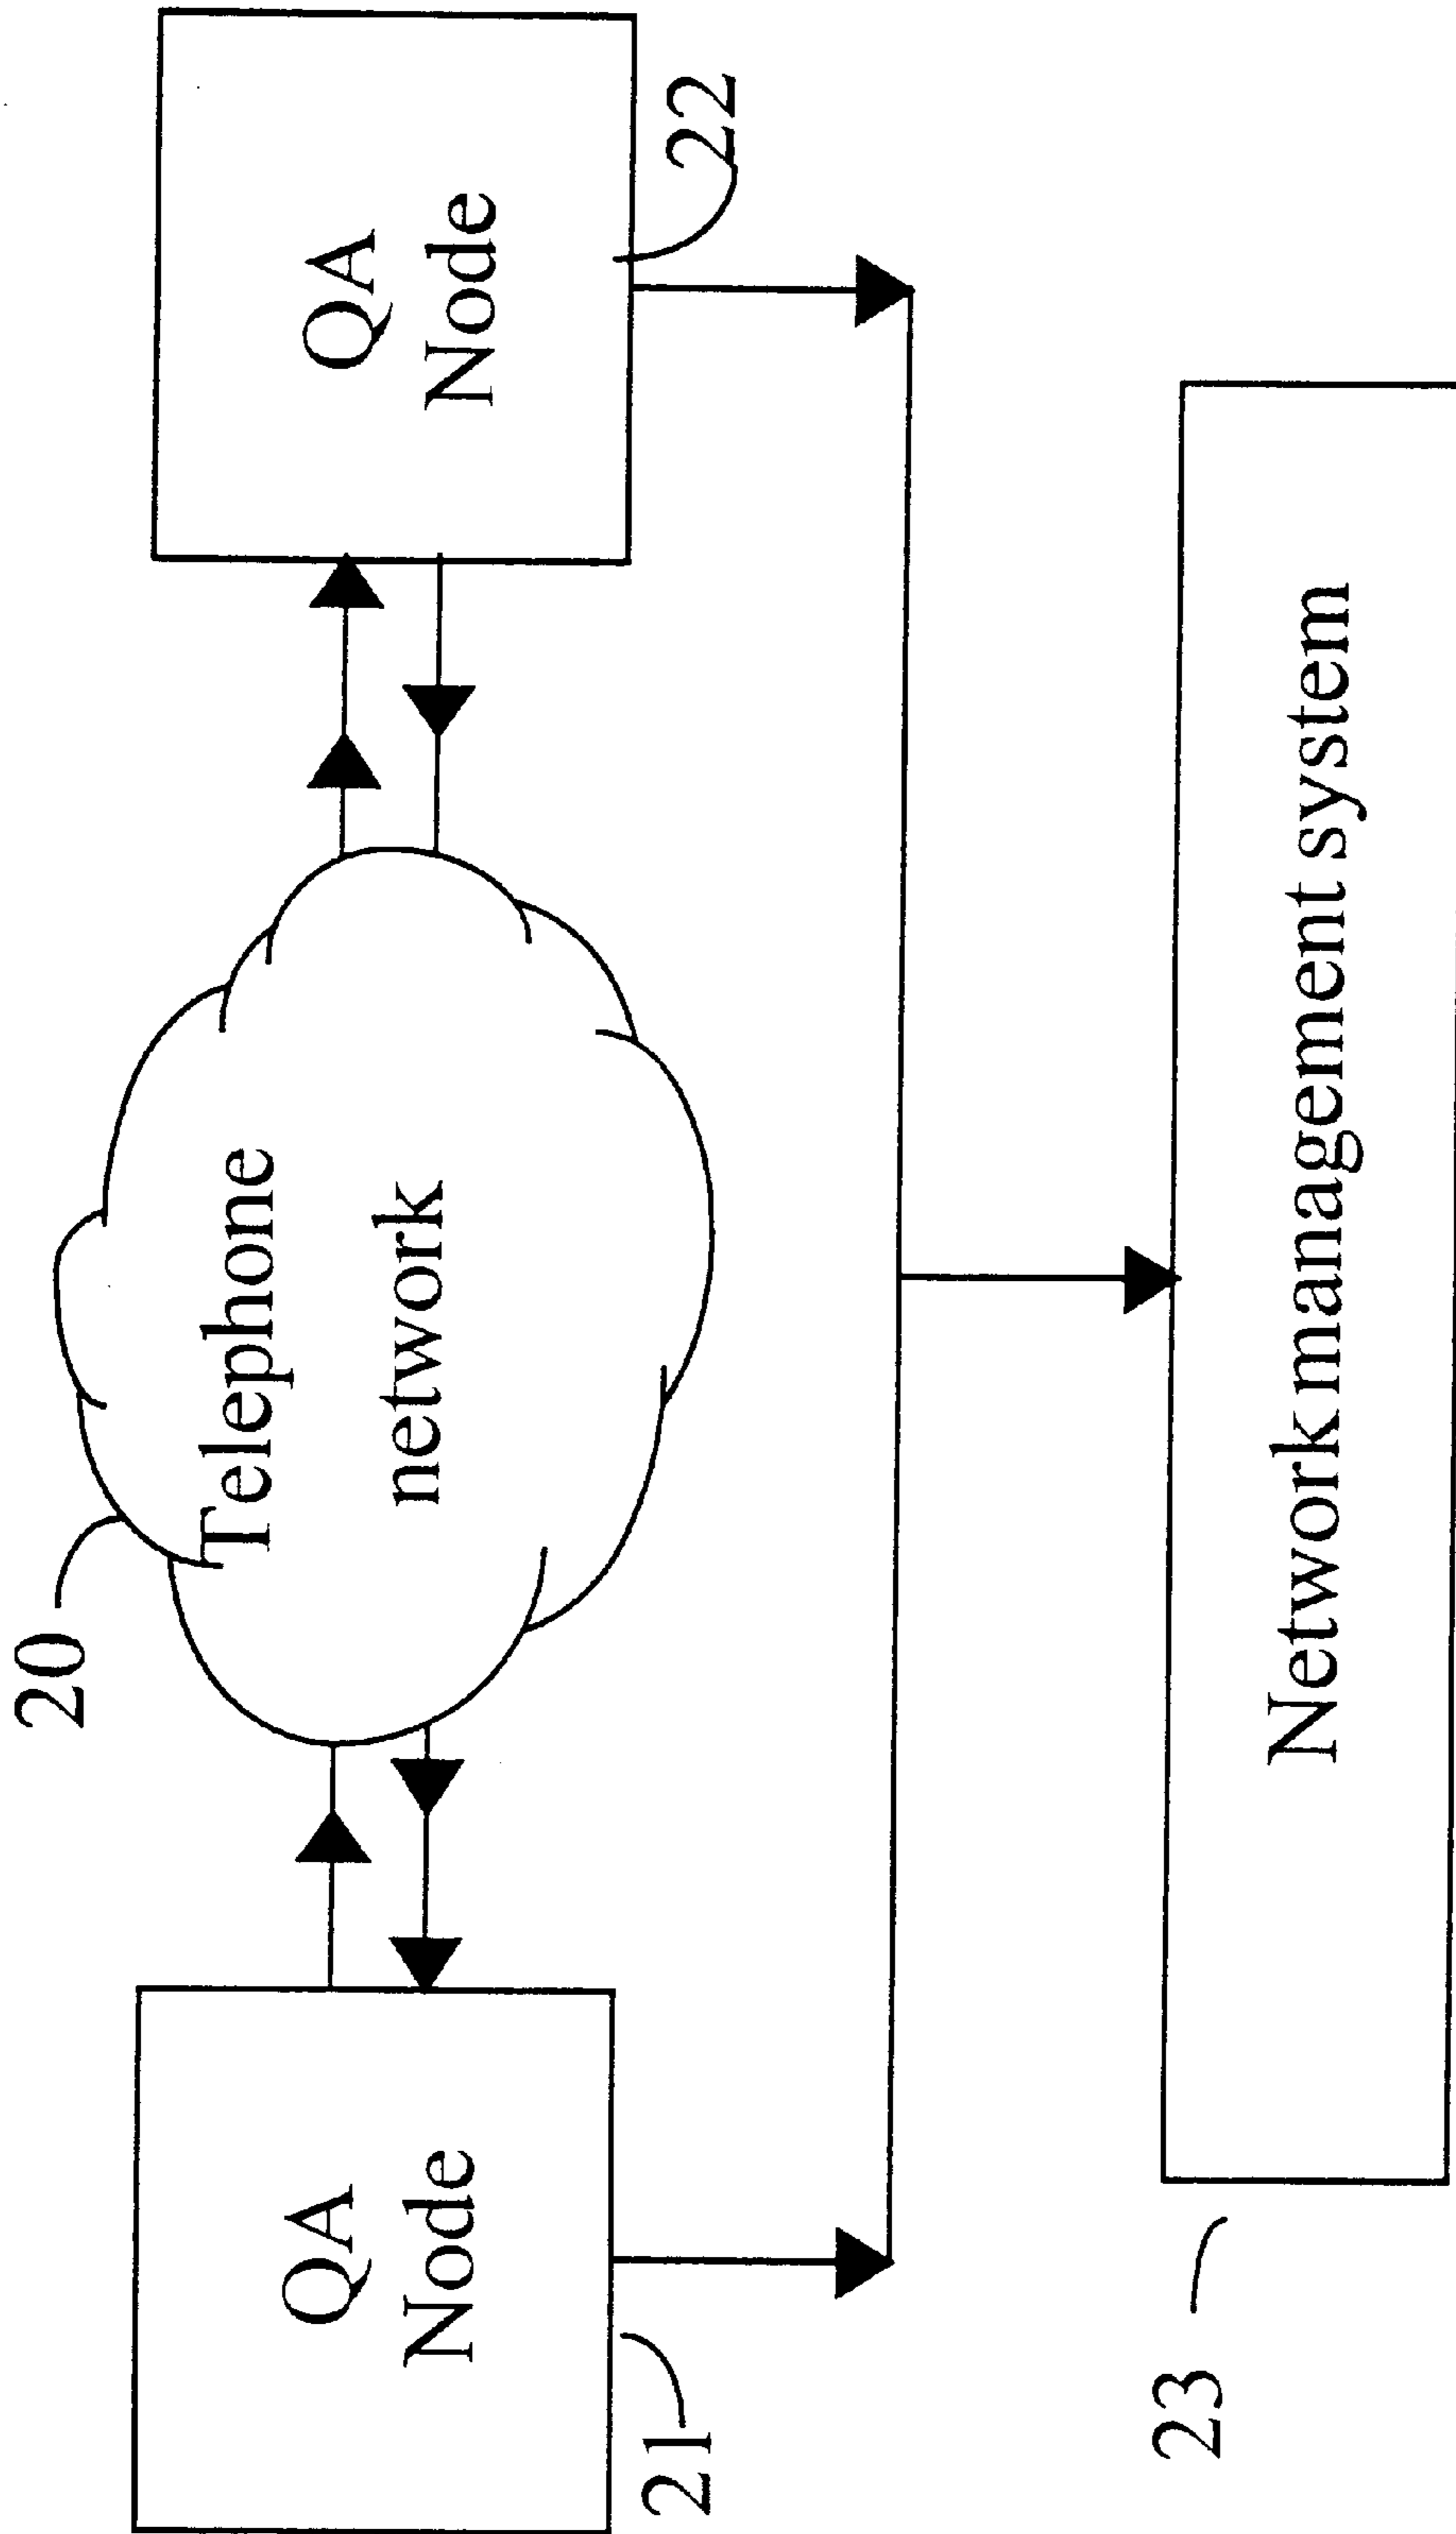 20
QA
Node
Telephone
network
QA
Node
21
22
23
Network management system